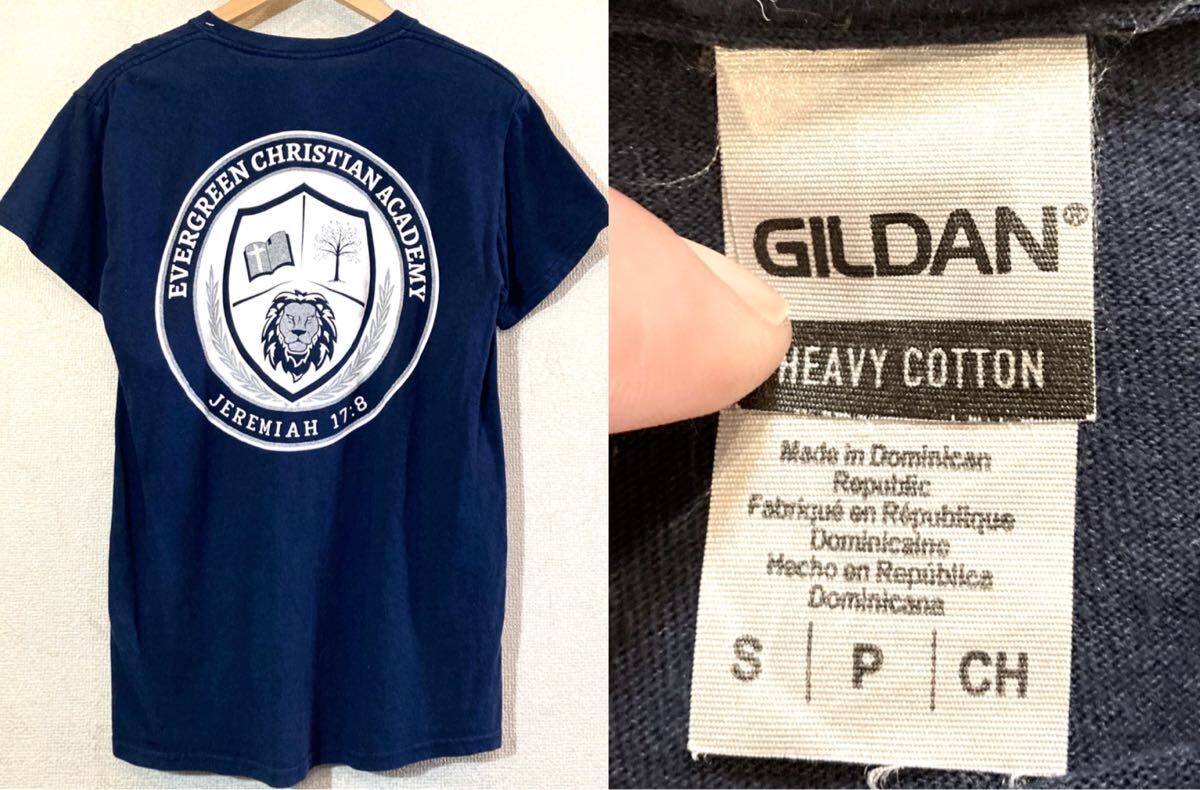 EVERGREEN CHRISTIAN ACADEMY
JEREMIAH 17:8
GILDAN®
HEAVY COTTON
Made in Dominican
Republic
Fabriqué en République
Dominicaine
Hecho en República
Dominicana
S | P | CH